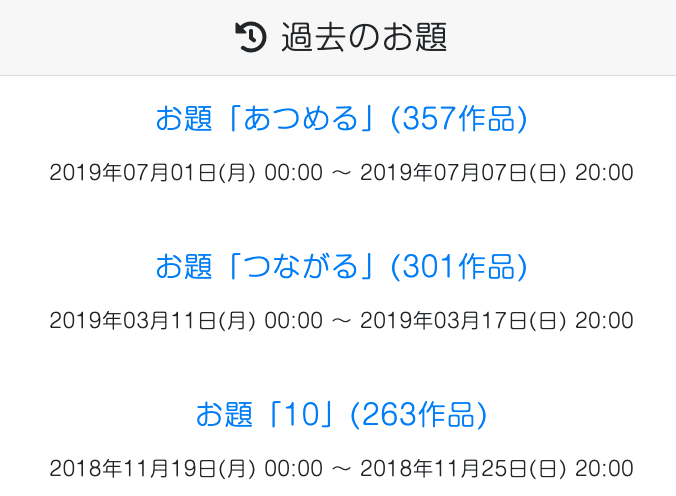 過去のお題
お題「あつめる」(357作品)
2019年07月01日(月) 00:00 〜 2019年07月07日(日) 20:00
お題「つながる」(301作品)
2019年03月11日(月) 00:00 〜 2019年03月17日(日) 20:00
お題「10」(263作品)
2018年11月19日(月) 00:00 〜 2018年11月25日(日) 20:00